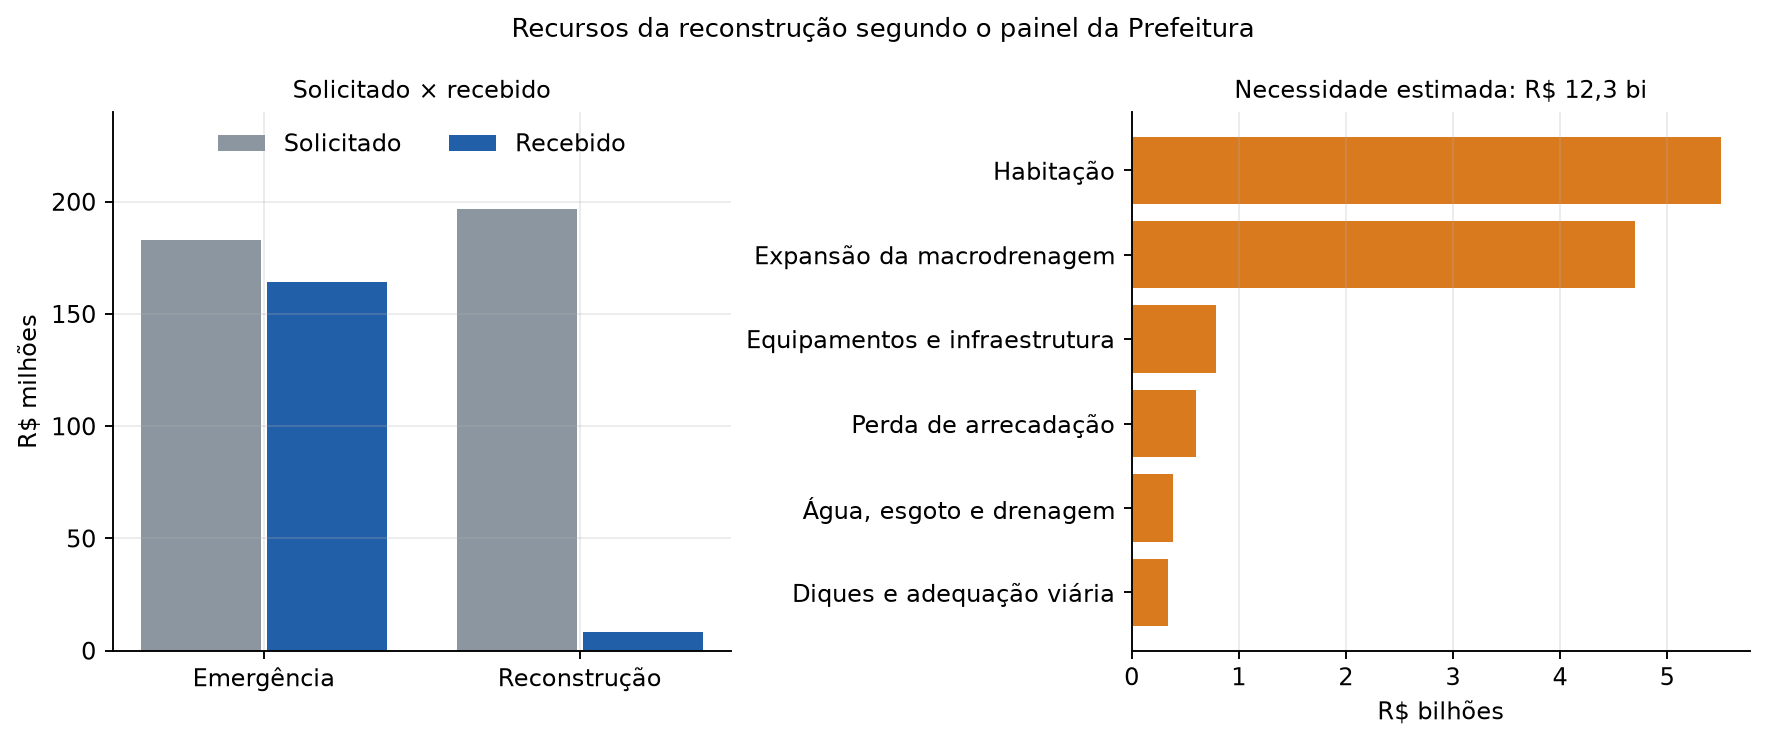 Recursos da reconstrução segundo o painel da Prefeitura
Solicitado × recebido
Solicitado
Recebido
R$ milhões
200
150
100
50
0
Emergência
Reconstrução
Necessidade estimada: R$ 12,3 bi
Habitação
Expansão da macrodrenagem
Equipamentos e infraestrutura
Perda de arrecadação
Água, esgoto e drenagem
Diques e adequação viária
0
1
2
3
4
5
R$ bilhões